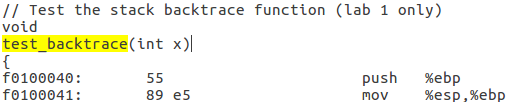 // Test the stack backtrace function (lab 1 only)
void
test_backtrace(int x)
{
f0100040: 55 push %ebp
f0100041: 89 e5 mov %esp,%ebp